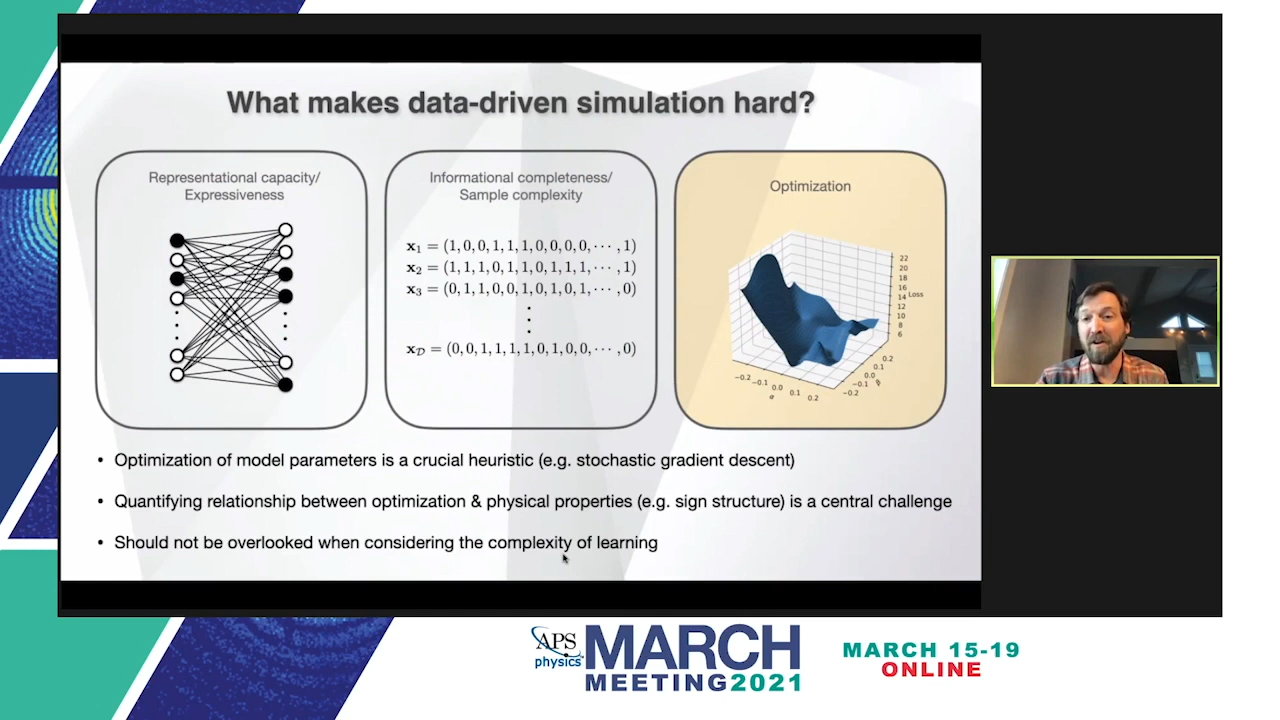 What makes data-driven simulation hard?
Representational capacity/
Expressiveness
Informational completeness/
Sample complexity
x₁ = (1,0,0,1,1,1,0,0,0,0,⋯,1)
x₂ = (1,1,1,0,1,1,0,1,1,1,⋯,1)
x₃ = (0,1,1,0,0,1,0,1,0,1,⋯,0)
⋮
x_𝒟 = (0,0,1,1,1,1,0,1,0,0,⋯,0)
Optimization
22
20
18
16
14
12
10
8
6
Loss
−0.2
−0.1
0.0
0.1
0.2
α
0.2
0.1
0.0
−0.1
−0.2
β
• Optimization of model parameters is a crucial heuristic (e.g. stochastic gradient descent)
• Quantifying relationship between optimization & physical properties (e.g. sign structure) is a central challenge
• Should not be overlooked when considering the complexity of learning
APS
physics
MARCH
MEETING2021
MARCH 15-19
ONLINE